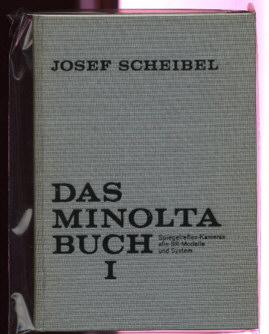 JOSEF SCHEIBEL
DAS
MINOLTA
BUCH
I
Spiegelreflex-Kameras
alle SR-Modelle
und System